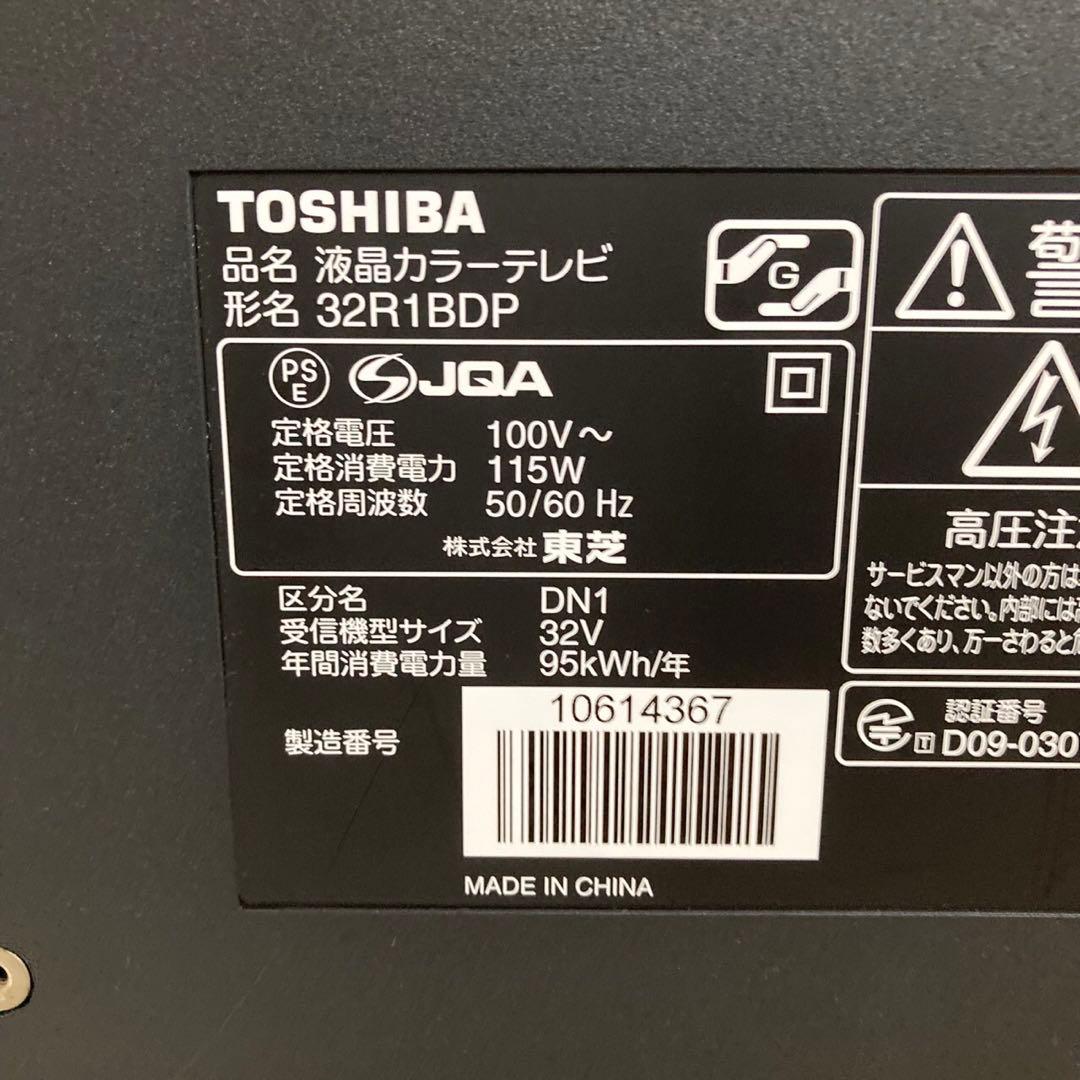 TOSHIBA
品名 液晶カラーテレビ
形名 32R1BDP
G
PS
E
JQA
定格電圧 100V～
定格消費電力 115W
定格周波数 50/60 Hz
株式会社 東芝
区分名 DN1
受信機型サイズ 32V
年間消費電力量 95kWh/年
製造番号
10614367
MADE IN CHINA
高圧注
サービスマン以外の方は
ないでください。内部には
数多くあり、万一さわると
認証番号
T D09-030